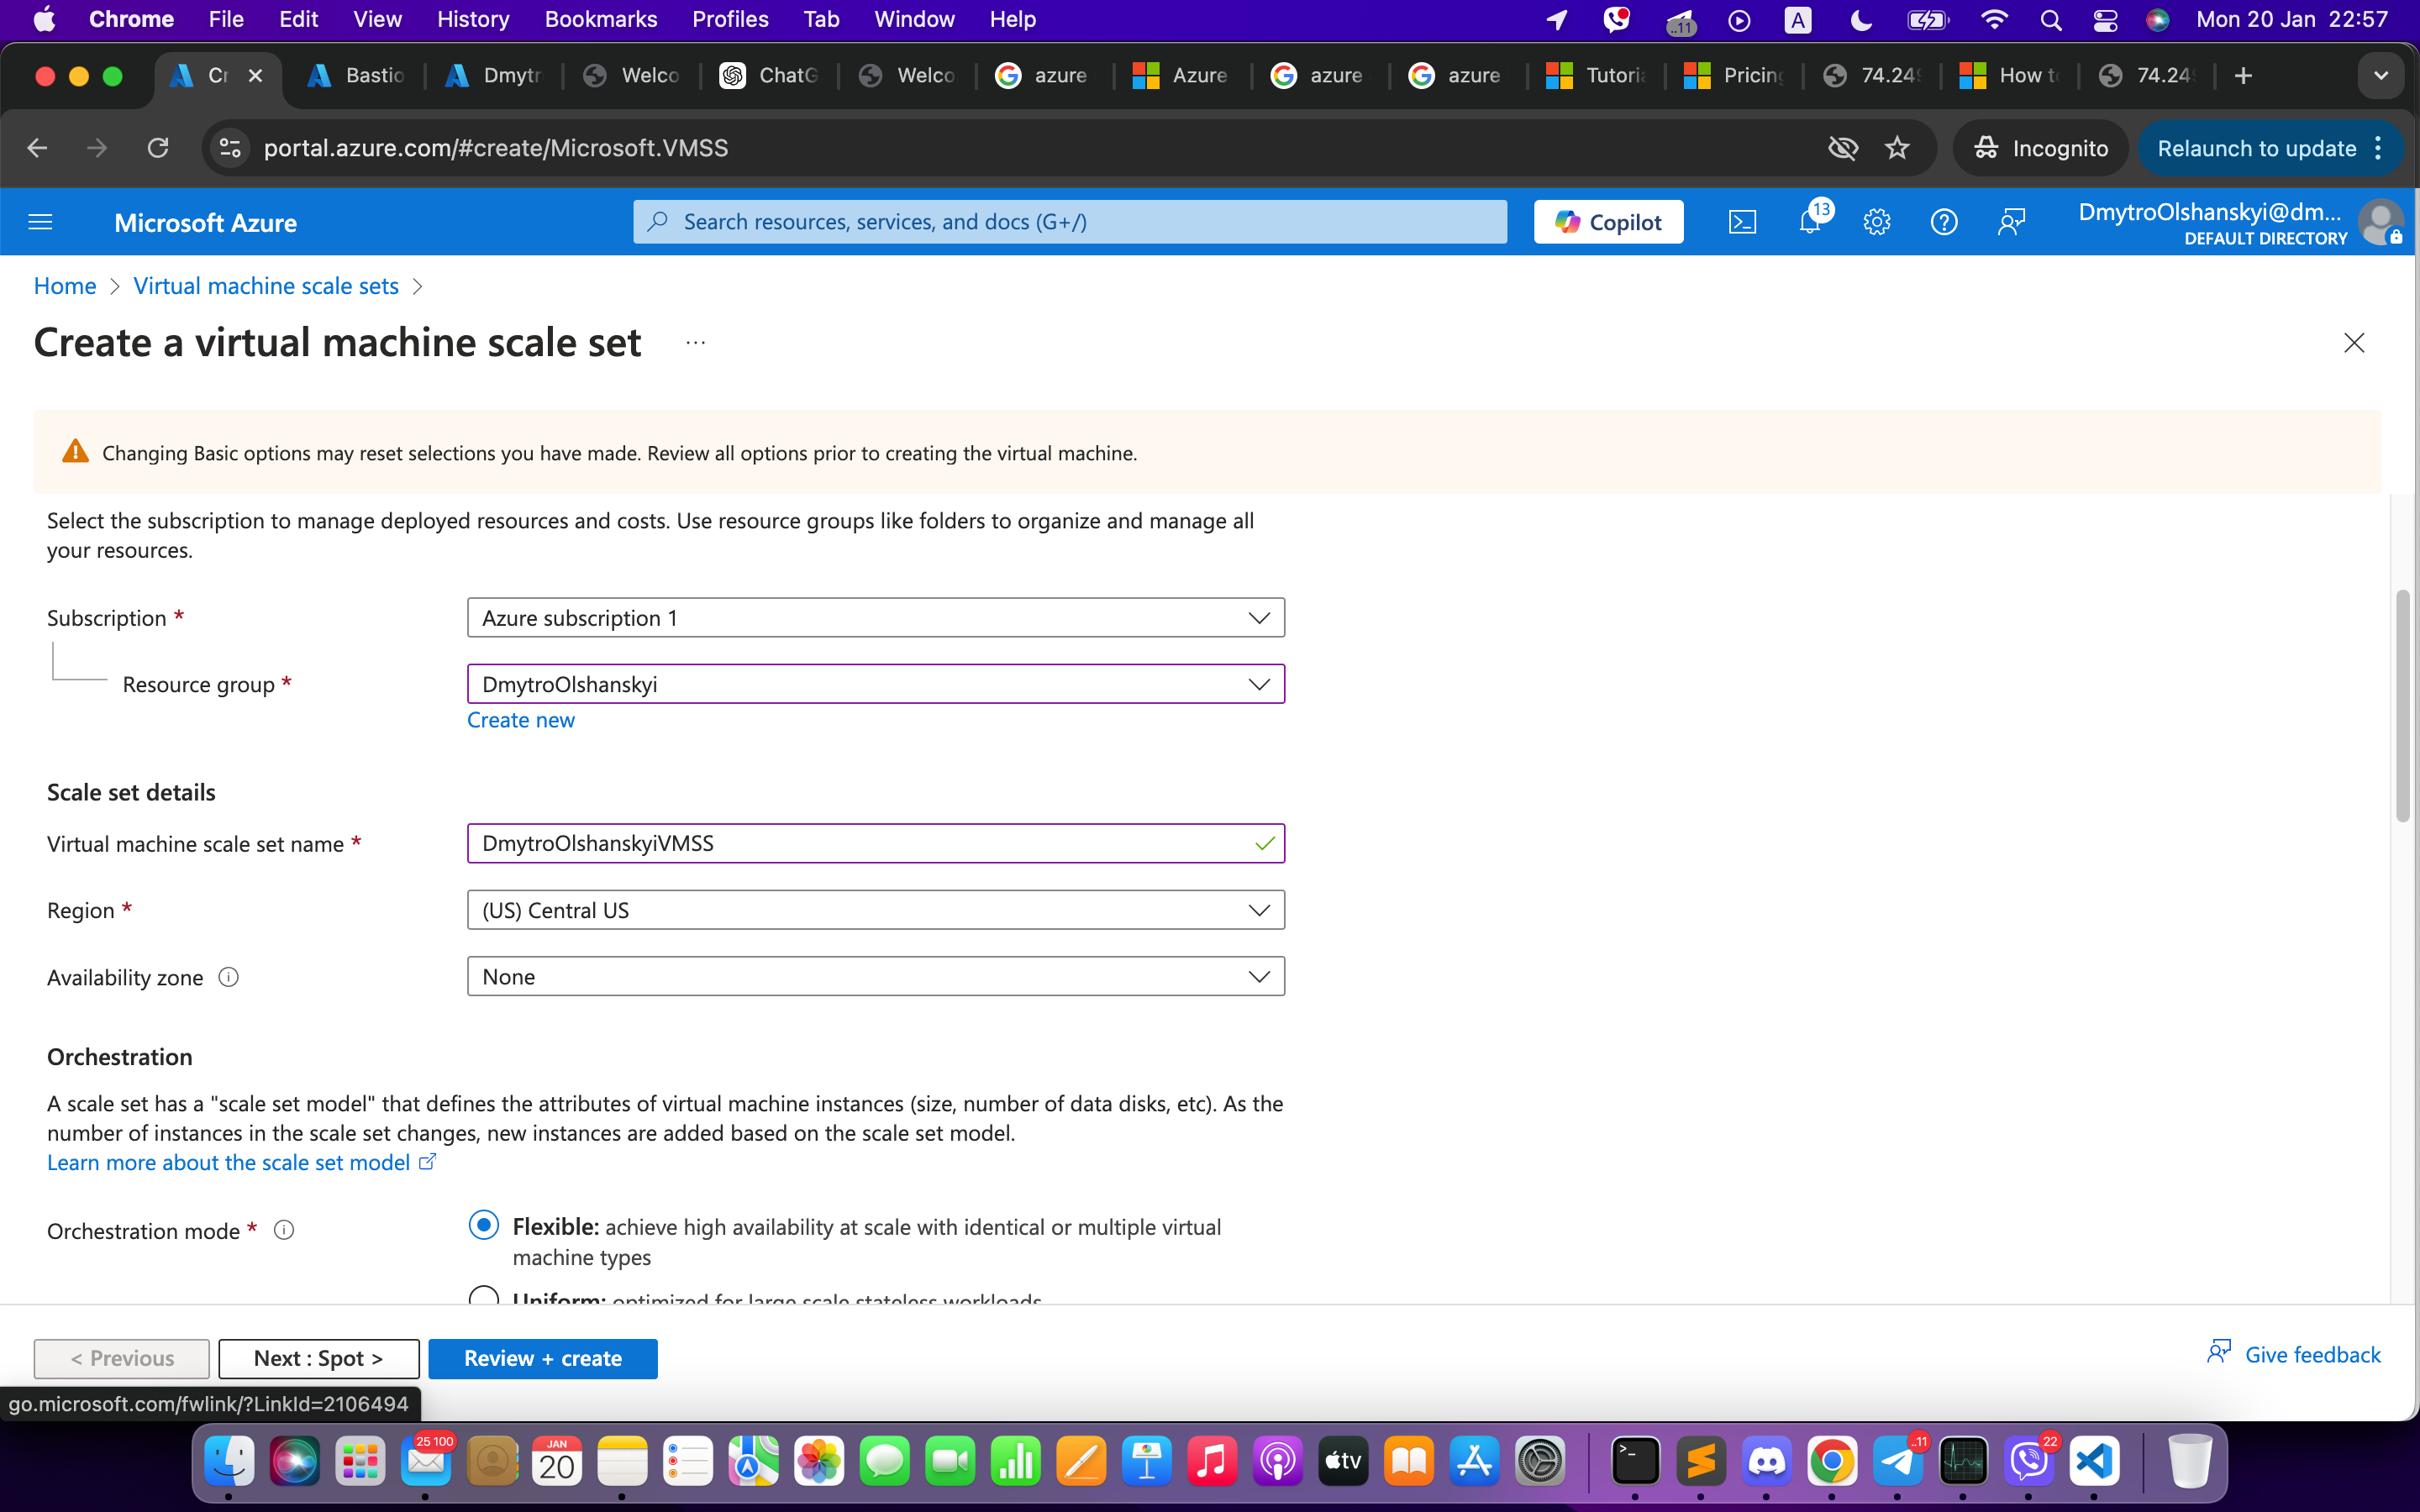 Chrome File Edit View History Bookmarks Profiles Tab Window Help
..11 A Mon 20 Jan 22:57
Cr Bastio Dmytr Welco ChatG Welco azure Azure azure azure Tutoria Pricing 74.249 How to 74.249
portal.azure.com/#create/Microsoft.VMSS
Incognito
Relaunch to update
Microsoft Azure
Search resources, services, and docs (G+/)
Copilot
13
DmytroOlshanskyi@dm...
DEFAULT DIRECTORY
Home > Virtual machine scale sets >
Create a virtual machine scale set ...
Changing Basic options may reset selections you have made. Review all options prior to creating the virtual machine.
Select the subscription to manage deployed resources and costs. Use resource groups like folders to organize and manage all
your resources.
Subscription *
Azure subscription 1
Resource group *
DmytroOlshanskyi
Create new
Scale set details
Virtual machine scale set name *
DmytroOlshanskyiVMSS
Region *
(US) Central US
Availability zone
None
Orchestration
A scale set has a "scale set model" that defines the attributes of virtual machine instances (size, number of data disks, etc). As the
number of instances in the scale set changes, new instances are added based on the scale set model.
Learn more about the scale set model
Orchestration mode *
Flexible: achieve high availability at scale with identical or multiple virtual
machine types
Uniform: optimized for large scale stateless workloads
< Previous
Next : Spot >
Review + create
Give feedback
go.microsoft.com/fwlink/?LinkId=2106494
25 100
JAN
20
tv
..11
22